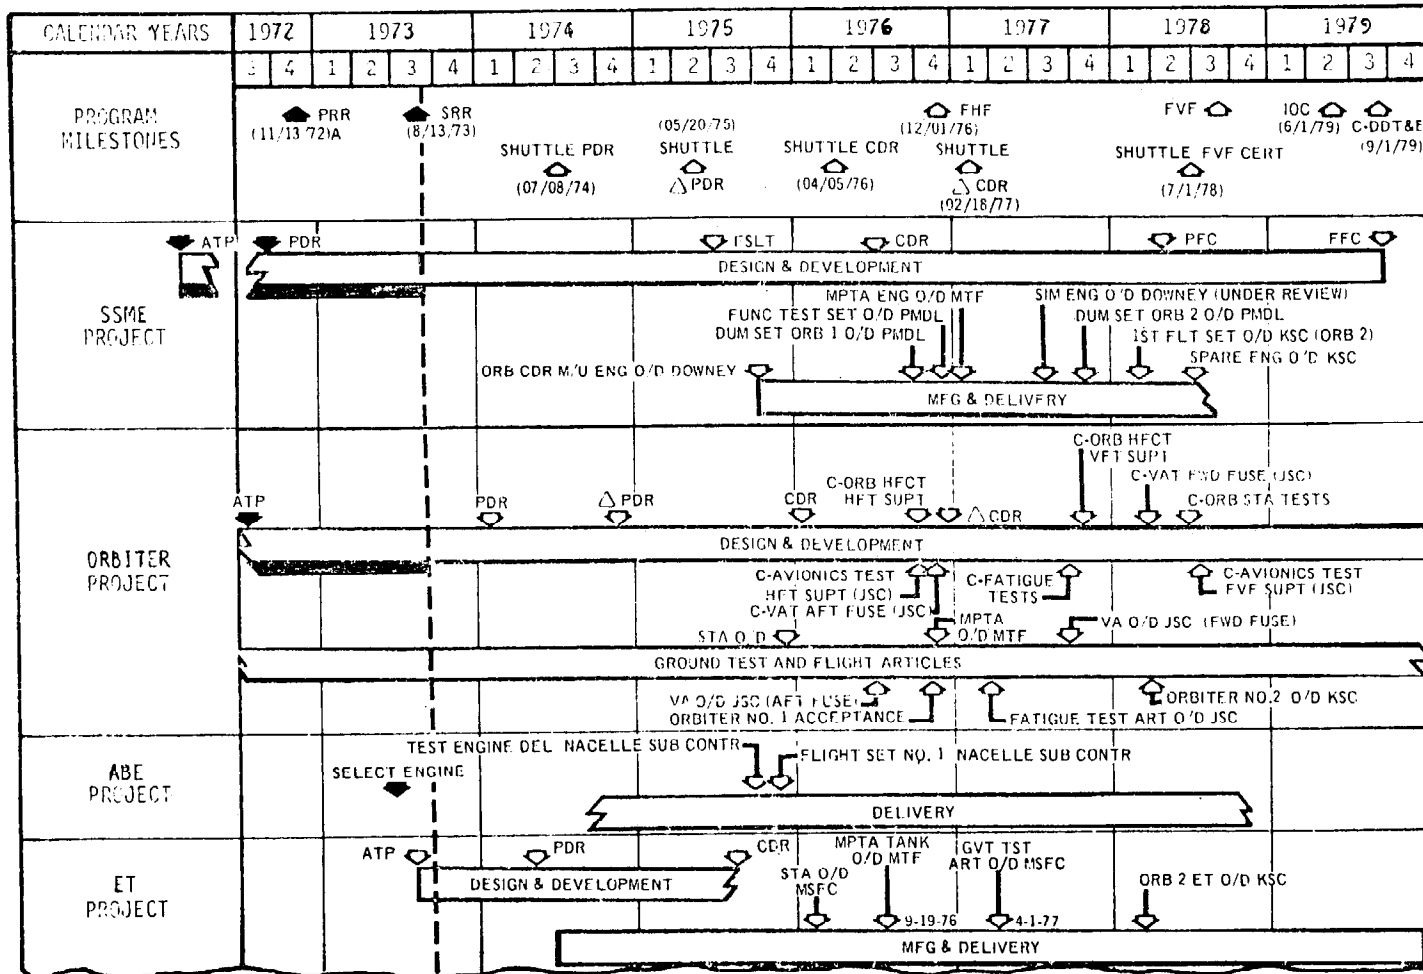 CALENDAR YEARS 1972 1973 1974 1975 1976 1977 1978 1979
3 4 1 2 3 4 1 2 3 4 1 2 3 4 1 2 3 4 1 2 3 4 1 2 3 4 1 2 3 4
PROGRAM
MILESTONES
PRR
(11/13/72)A
SRR
(8/13/73)
SHUTTLE PDR
(07/08/74)
(05/20/75)
SHUTTLE
△ PDR
SHUTTLE CDR
(04/05/76)
FHF
(12/01/76)
SHUTTLE
△ CDR
(02/18/77)
FVF
SHUTTLE FVF CERT
(7/1/78)
IOC
(6/1/79)
C-DDT&E
(9/1/79)
SSME
PROJECT
ATP PDR CDR PFC FFC
DESIGN & DEVELOPMENT
MPTA ENG O/D MTF
FUNC TEST SET O/D PMDL
DUM SET ORB 1 O/D PMDL
SIM ENG O/D DOWNEY (UNDER REVIEW)
DUM SET ORB 2 O/D PMDL
1ST FLT SET O/D KSC (ORB 2)
SPARE ENG O/D KSC
ORB CDR M/U ENG O/D DOWNEY
MFG & DELIVERY
ORBITER
PROJECT
C-ORB HFCT
VFT SUPT
C-ORB HFCT
HFT SUPT
C-VAT FWD FUSE (JSC)
C-ORB STA TESTS
ATP PDR △ PDR CDR △ CDR
DESIGN & DEVELOPMENT
C-AVIONICS TEST
HFT SUPT (JSC)
C-VAT AFT FUSE (JSC)
C-FATIGUE
TESTS
C-AVIONICS TEST
FVF SUPT (JSC)
STA O/D
MPTA
O/D MTF
VA O/D JSC (FWD FUSE)
GROUND TEST AND FLIGHT ARTICLES
VA O/D JSC (AFT FUSE)
ORBITER NO. 1 ACCEPTANCE
FATIGUE TEST ART O/D JSC
ORBITER NO.2 O/D KSC
ABE
PROJECT
TEST ENGINE DEL NACELLE SUB CONTR
FLIGHT SET NO. 1 NACELLE SUB CONTR
SELECT ENGINE
DELIVERY
ET
PROJECT
ATP PDR CDR
DESIGN & DEVELOPMENT
STA O/D
MSFC
MPTA TANK
O/D MTF
9-19-76
GVT TST
ART O/D MSFC
4-1-77
ORB 2 ET O/D KSC
MFG & DELIVERY